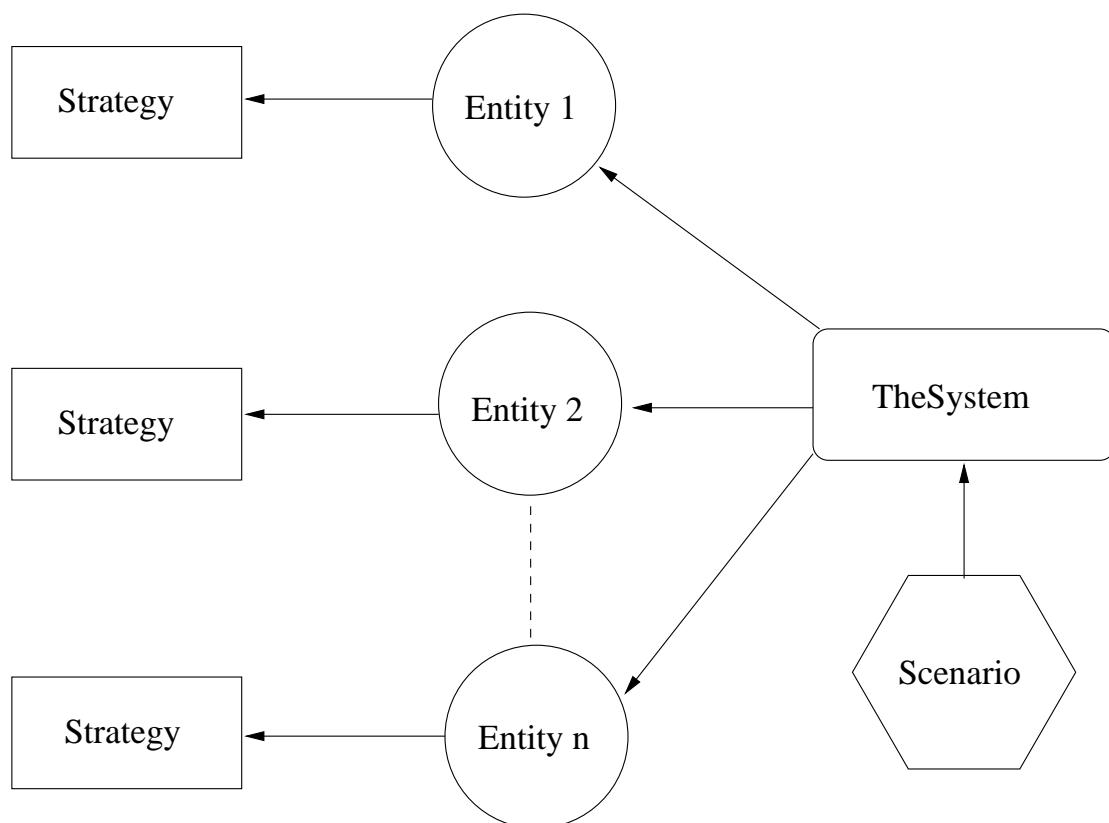 Strategy
Entity 1
Strategy
Entity 2
TheSystem
Scenario
Strategy
Entity n